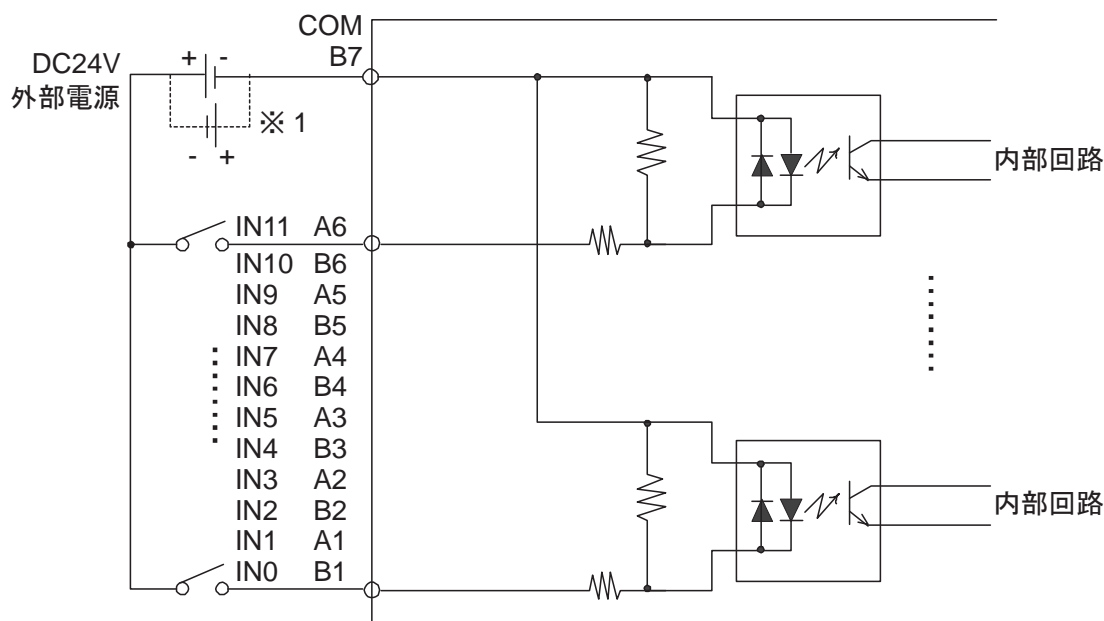 COM
B7
DC24V
外部電源
+ -
※ 1
- +
内部回路
IN11 A6
IN10 B6
IN9 A5
IN8 B5
IN7 A4
IN6 B4
IN5 A3
IN4 B3
IN3 A2
IN2 B2
IN1 A1
IN0 B1
内部回路